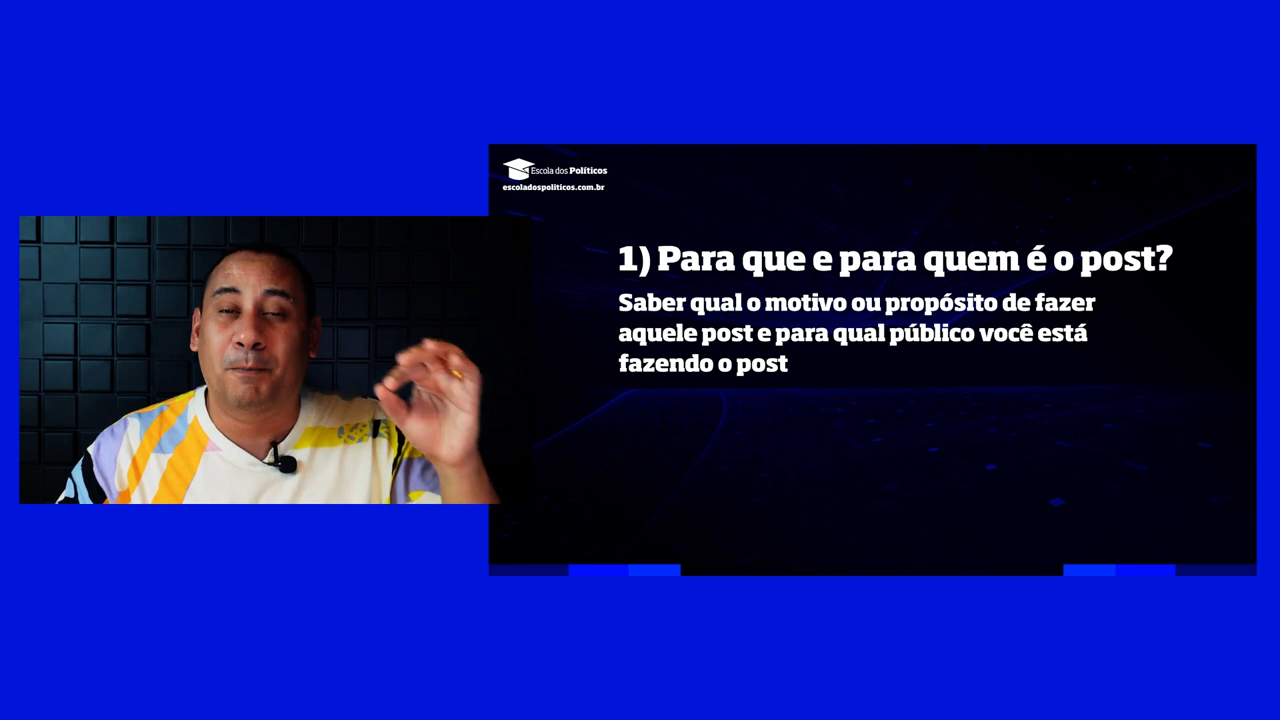 Escola dos Políticos
escoladospoliticos.com.br
1) Para que e para quem é o post?
Saber qual o motivo ou propósito de fazer
aquele post e para qual público você está
fazendo o post